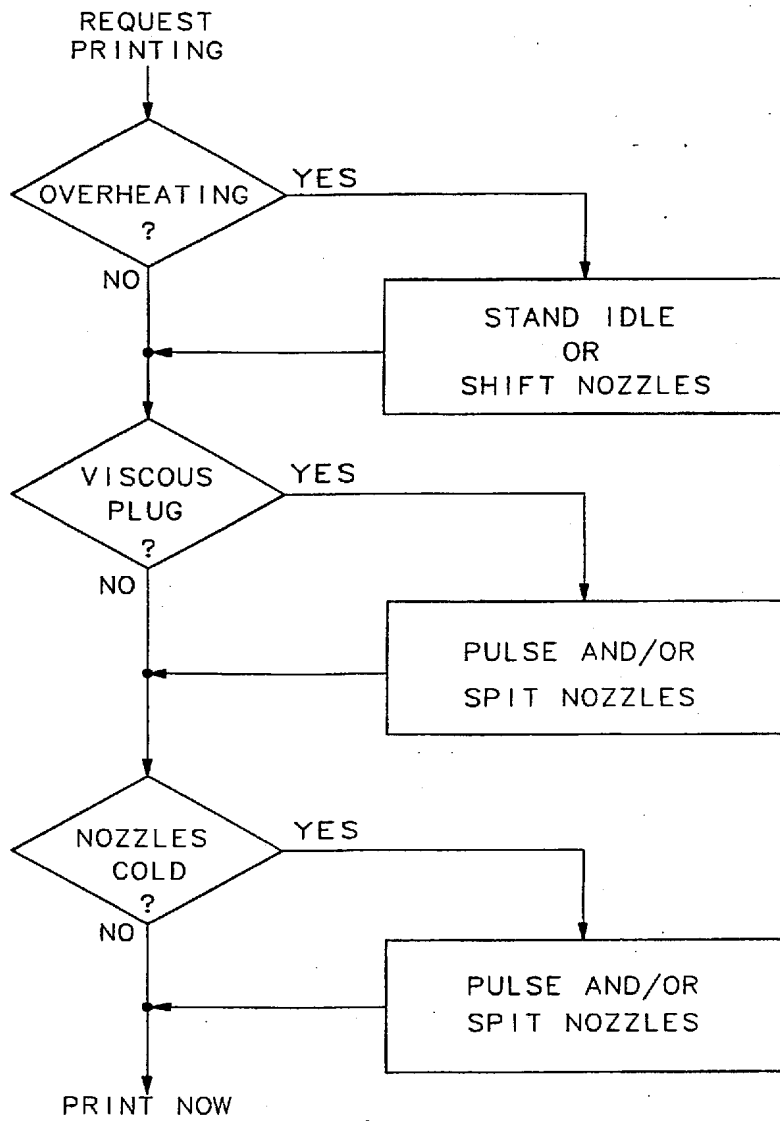 REQUEST
PRINTING
OVERHEATING
?
YES
NO
STAND IDLE
OR
SHIFT NOZZLES
VISCOUS
PLUG
?
YES
NO
PULSE AND/OR
SPIT NOZZLES
NOZZLES
COLD
?
YES
NO
PULSE AND/OR
SPIT NOZZLES
PRINT NOW